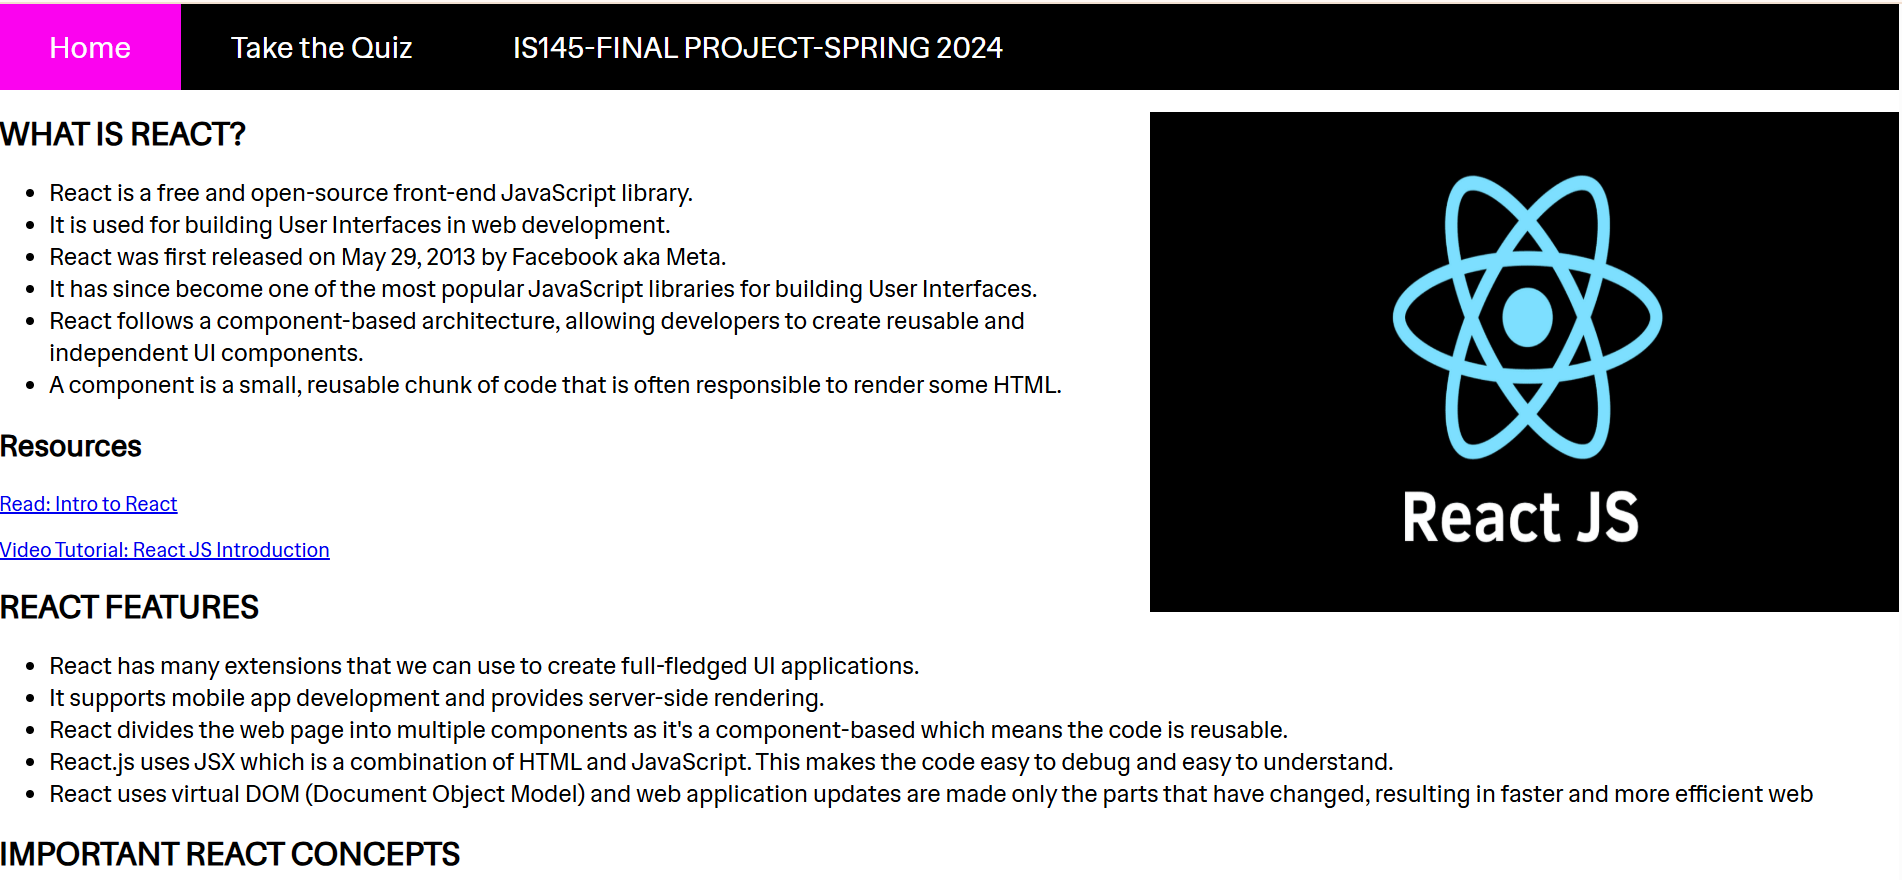 Home Take the Quiz IS145-FINAL PROJECT-SPRING 2024
WHAT IS REACT?
• React is a free and open-source front-end JavaScript library.
• It is used for building User Interfaces in web development.
• React was first released on May 29, 2013 by Facebook aka Meta.
• It has since become one of the most popular JavaScript libraries for building User Interfaces.
• React follows a component-based architecture, allowing developers to create reusable and
independent UI components.
• A component is a small, reusable chunk of code that is often responsible to render some HTML.
React JS
Resources
Read: Intro to React
Video Tutorial: React JS Introduction
REACT FEATURES
• React has many extensions that we can use to create full-fledged UI applications.
• It supports mobile app development and provides server-side rendering.
• React divides the web page into multiple components as it's a component-based which means the code is reusable.
• React.js uses JSX which is a combination of HTML and JavaScript. This makes the code easy to debug and easy to understand.
• React uses virtual DOM (Document Object Model) and web application updates are made only the parts that have changed, resulting in faster and more efficient web
IMPORTANT REACT CONCEPTS